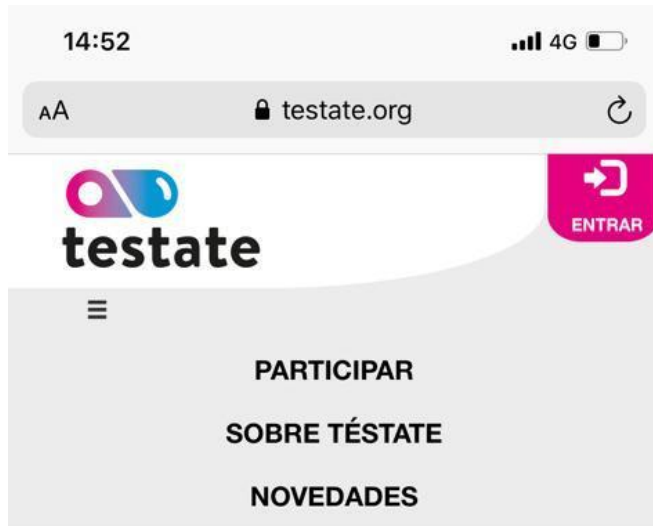 14:52 4G
AA testate.org
ENTRAR
testate
PARTICIPAR
SOBRE TÉSTATE
NOVEDADES